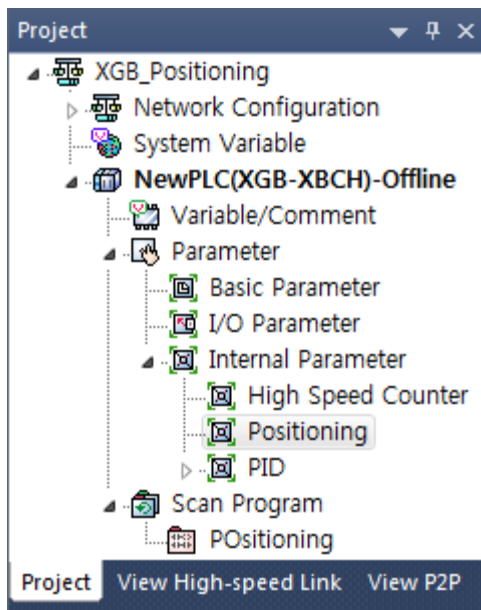 Project
XGB_Positioning
Network Configuration
System Variable
NewPLC(XGB-XBCH)-Offline
Variable/Comment
Parameter
Basic Parameter
I/O Parameter
Internal Parameter
High Speed Counter
Positioning
PID
Scan Program
POsitioning
Project View High-speed Link View P2P